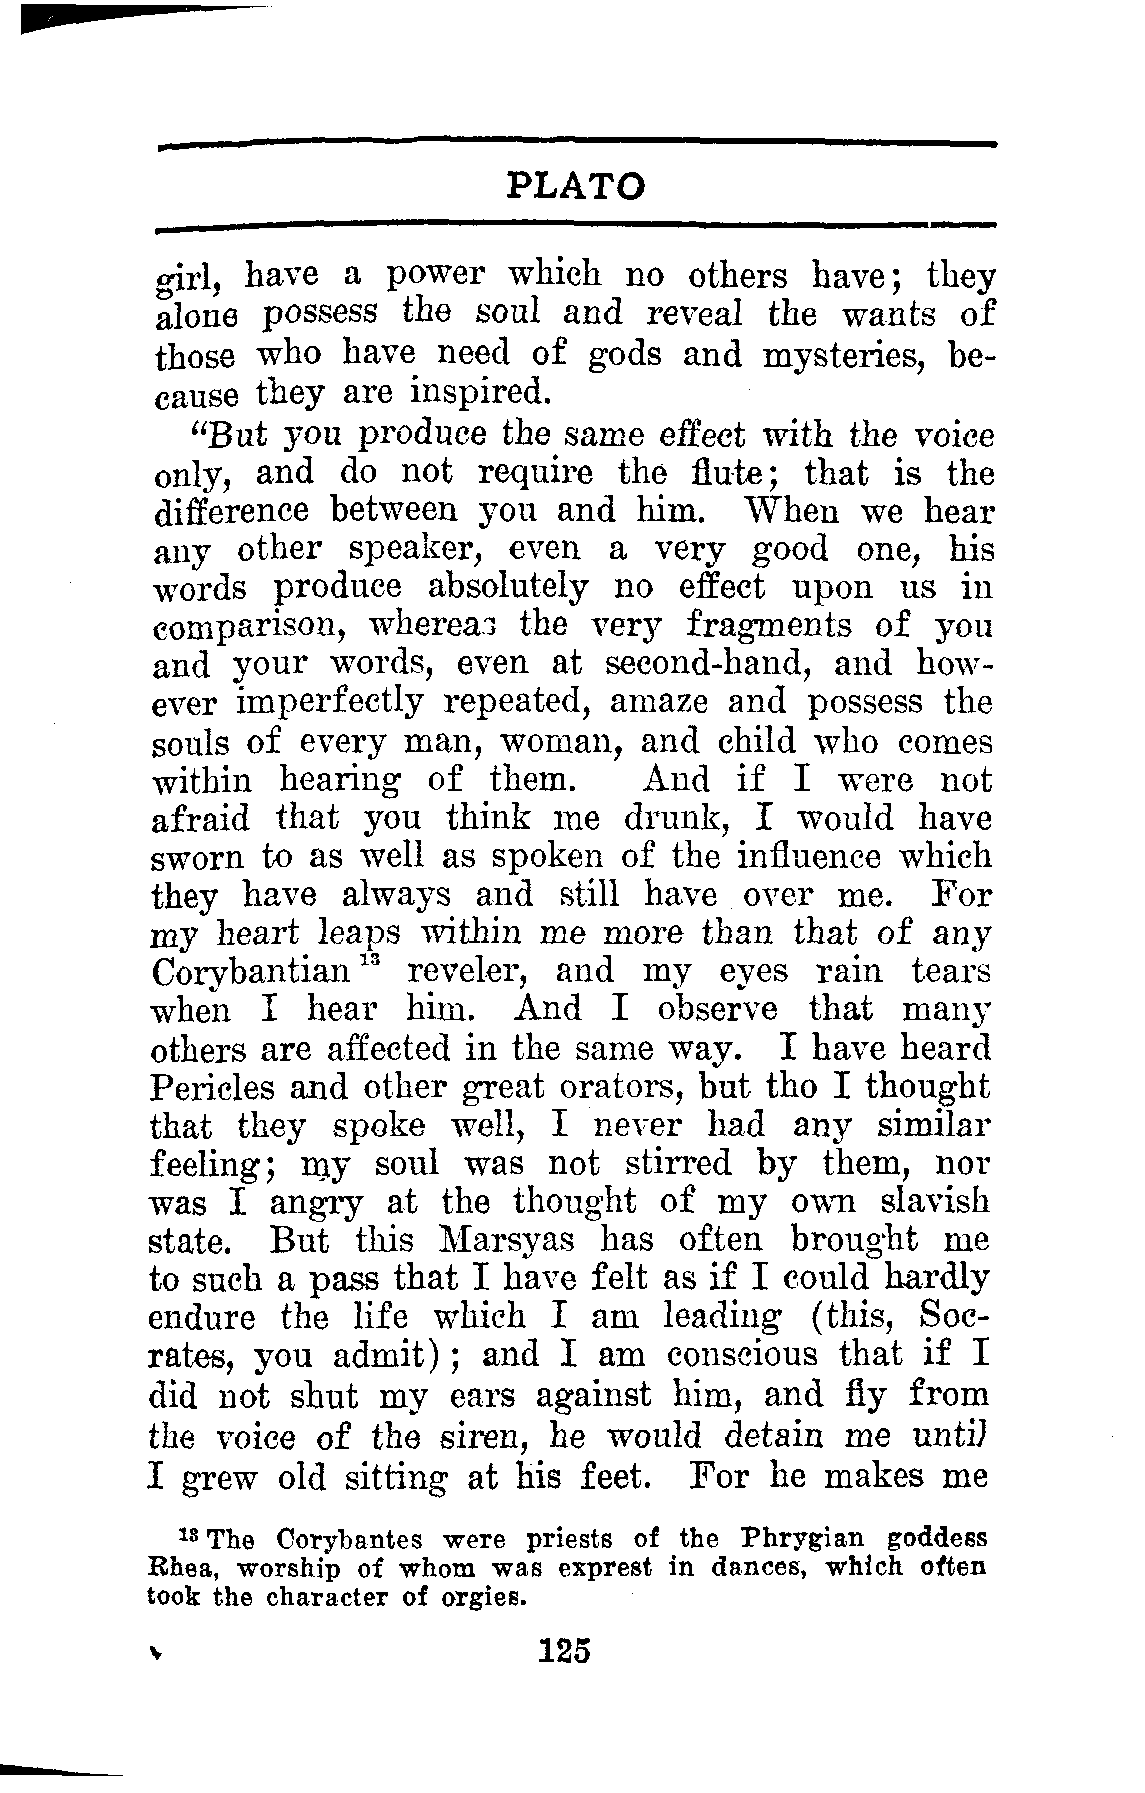 PLATO
girl, have a power which no others have; they
alone possess the soul and reveal the wants of
those who have need of gods and mysteries, be-
cause they are inspired.
"But you produce the same effect with the voice
only, and do not require the flute; that is the
difference between you and him. When we hear
any other speaker, even a very good one, his
words produce absolutely no effect upon us in
comparison, whereas the very fragments of you
and your words, even at second-hand, and how-
ever imperfectly repeated, amaze and possess the
souls of every man, woman, and child who comes
within hearing of them. And if I were not
afraid that you think me drunk, I would have
sworn to as well as spoken of the influence which
they have always and still have over me. For
my heart leaps within me more than that of any
Corybantian¹³ reveler, and my eyes rain tears
when I hear him. And I observe that many
others are affected in the same way. I have heard
Pericles and other great orators, but tho I thought
that they spoke well, I never had any similar
feeling; my soul was not stirred by them, nor
was I angry at the thought of my own slavish
state. But this Marsyas has often brought me
to such a pass that I have felt as if I could hardly
endure the life which I am leading (this, Soc-
rates, you admit); and I am conscious that if I
did not shut my ears against him, and fly from
the voice of the siren, he would detain me until
I grew old sitting at his feet. For he makes me
¹³ The Corybantes were priests of the Phrygian goddess
Rhea, worship of whom was exprest in dances, which often
took the character of orgies.
125